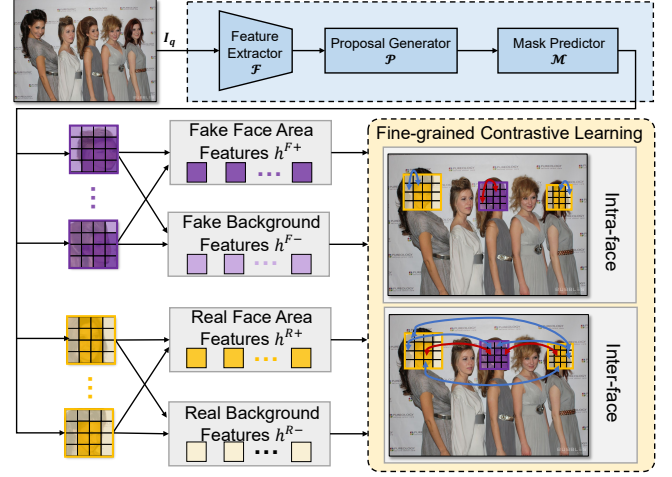 I_q
Feature
Extractor
𝓕
Proposal Generator
𝓟
Mask Predictor
𝓜
Fake Face Area
Features h^{F+}
...
Fake Background
Features h^{F-}
...
Real Face Area
Features h^{R+}
...
Real Background
Features h^{R-}
...
Fine-grained Contrastive Learning
Intra-face
Inter-face